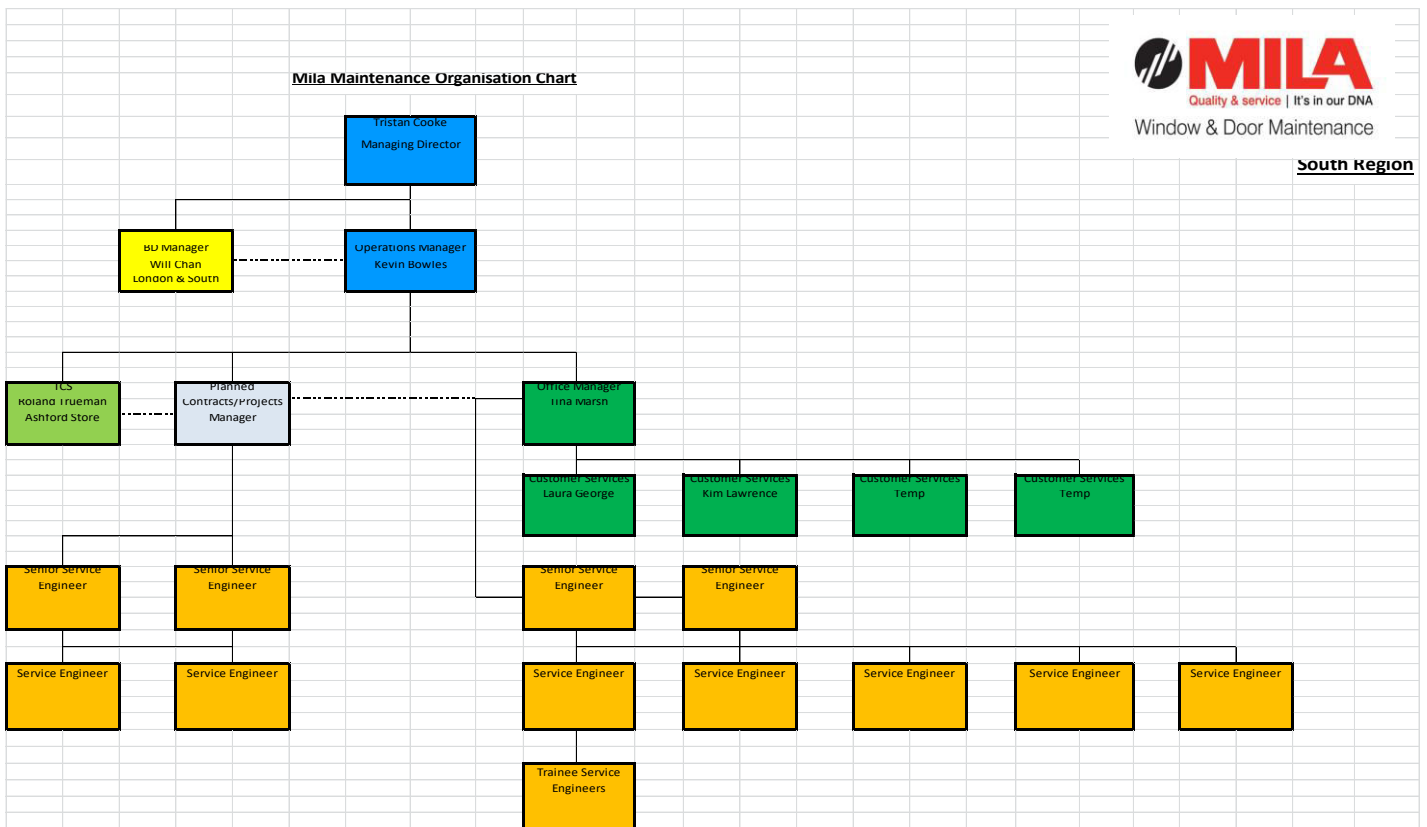 MILA
Quality & service | It's in our DNA
Window & Door Maintenance
Mila Maintenance Organisation Chart
South Region
Tristan Cooke
Managing Director
BD Manager
Will Chan
London & South
Operations Manager
Kevin Bowles
TCS
Roland Trueman
Ashford Store
Planned
Contracts/Projects
Manager
Office Manager
Tina Marsh
Customer Services
Laura George
Customer Services
Kim Lawrence
Customer Services
Temp
Customer Services
Temp
Senior Service
Engineer
Senior Service
Engineer
Senior Service
Engineer
Senior Service
Engineer
Service Engineer
Service Engineer
Service Engineer
Service Engineer
Service Engineer
Service Engineer
Service Engineer
Trainee Service
Engineers